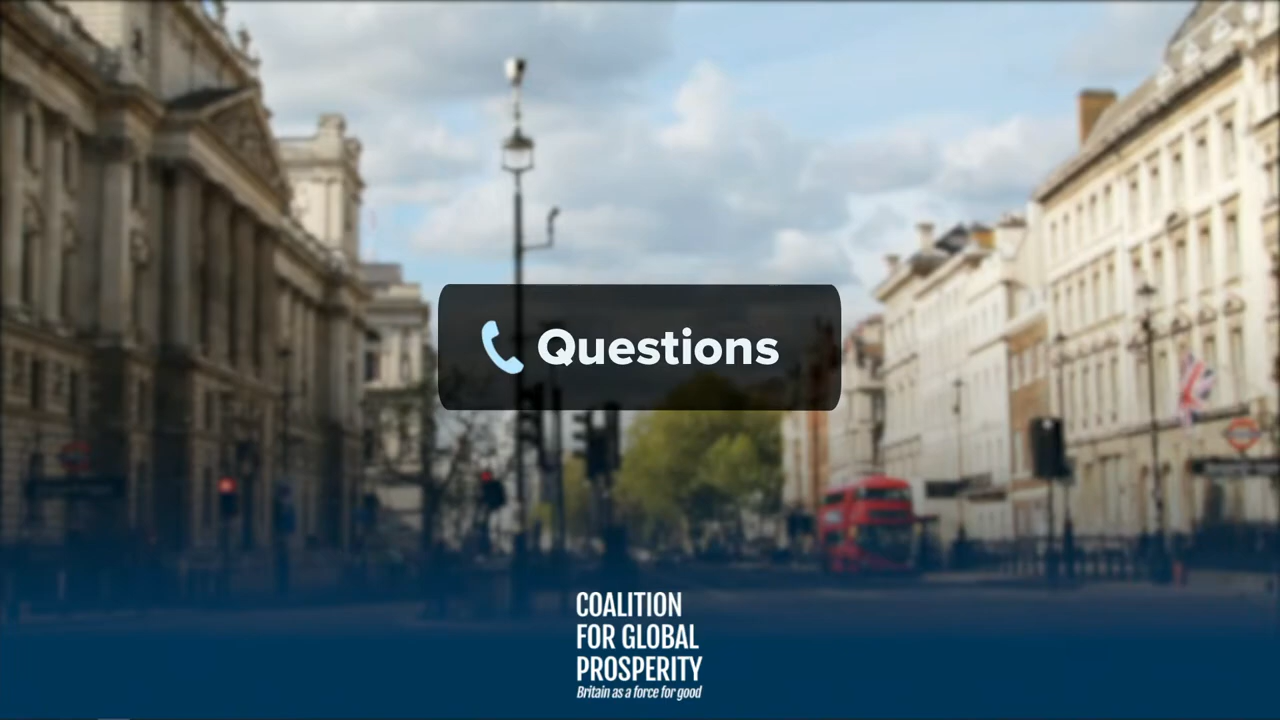 Questions
COALITION
FOR GLOBAL
PROSPERITY
Britain as a force for good